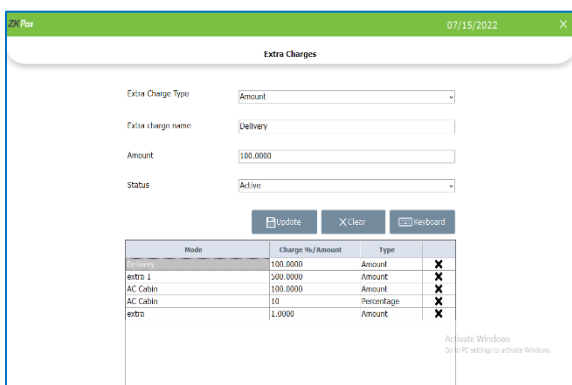 ZKPos 07/15/2022 X
Extra Charges
Extra Charge Type Amount
Extra charge name Delivery
Amount 100.0000
Status Active
Update X Clear Keyboard
Mode Charge %/Amount Type
Delivery 100.0000 Amount X
extra 1 500.0000 Amount X
AC Cabin 100.0000 Amount X
AC Cabin 10 Percentage X
extra 1.0000 Amount X
Activate Windows
Go to PC settings to activate Windows.